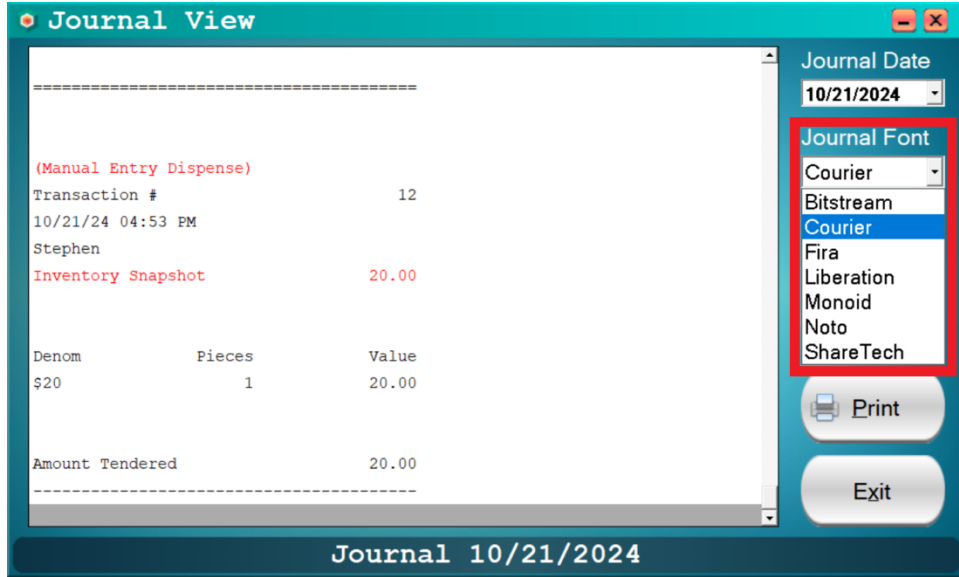 Journal View
========================================
(Manual Entry Dispense)
Transaction # 12
10/21/24 04:53 PM
Stephen
Inventory Snapshot 20.00
Denom Pieces Value
$20 1 20.00
Amount Tendered 20.00
----------------------------------------
Journal Date
10/21/2024
Journal Font
Courier
Bitstream
Courier
Fira
Liberation
Monoid
Noto
ShareTech
Print
Exit
Journal 10/21/2024